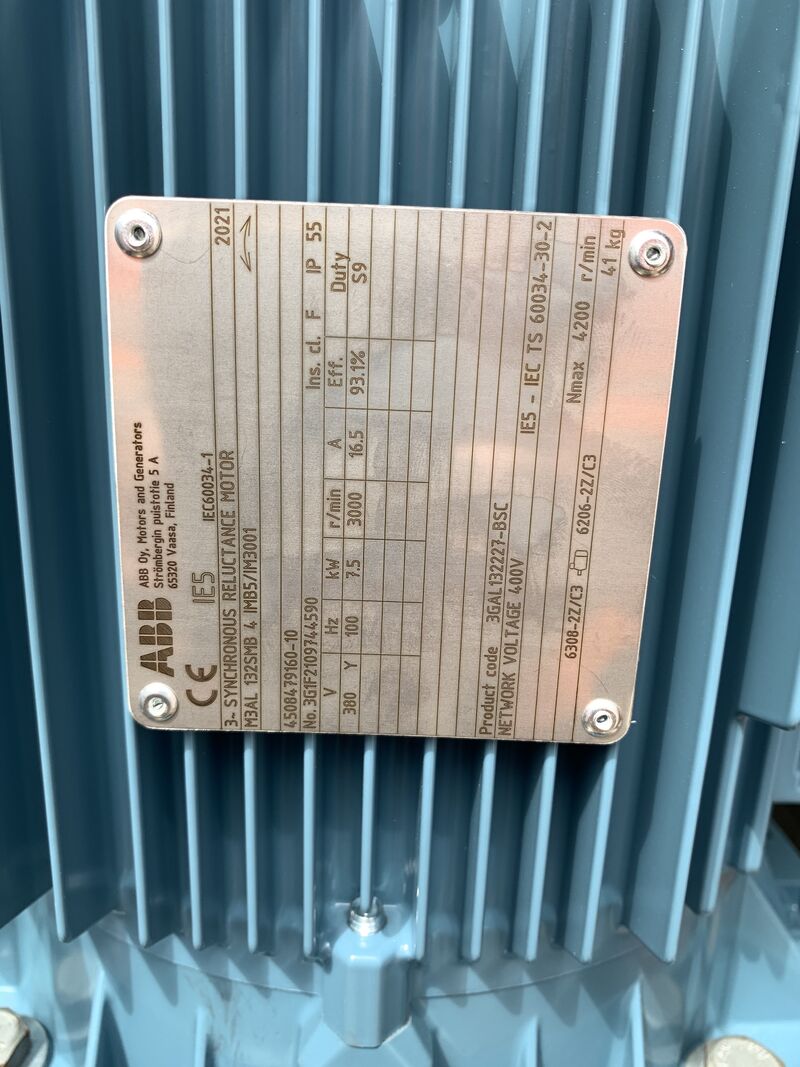 ABB
ABB Oy, Motors and Generators
Strömbergin puistotie 5 A
65320 Vaasa, Finland
CE IE5 IEC60034-1 2021
3~ SYNCHRONOUS RELUCTANCE MOTOR
M3AL 132SMB 4 IMB5/IM3001
4508479160-10
No. 3G1F2109744590 Ins. cl. F IP 55
V Hz kW r/min A Eff. Duty
380 Y 100 7.5 3000 16.5 93.1% S9
Product code 3GAL132227-BSC
NETWORK VOLTAGE 400V
IE5 - IEC TS 60034-30-2
Nmax 4200 r/min
6308-2Z/C3 6206-2Z/C3 41 kg